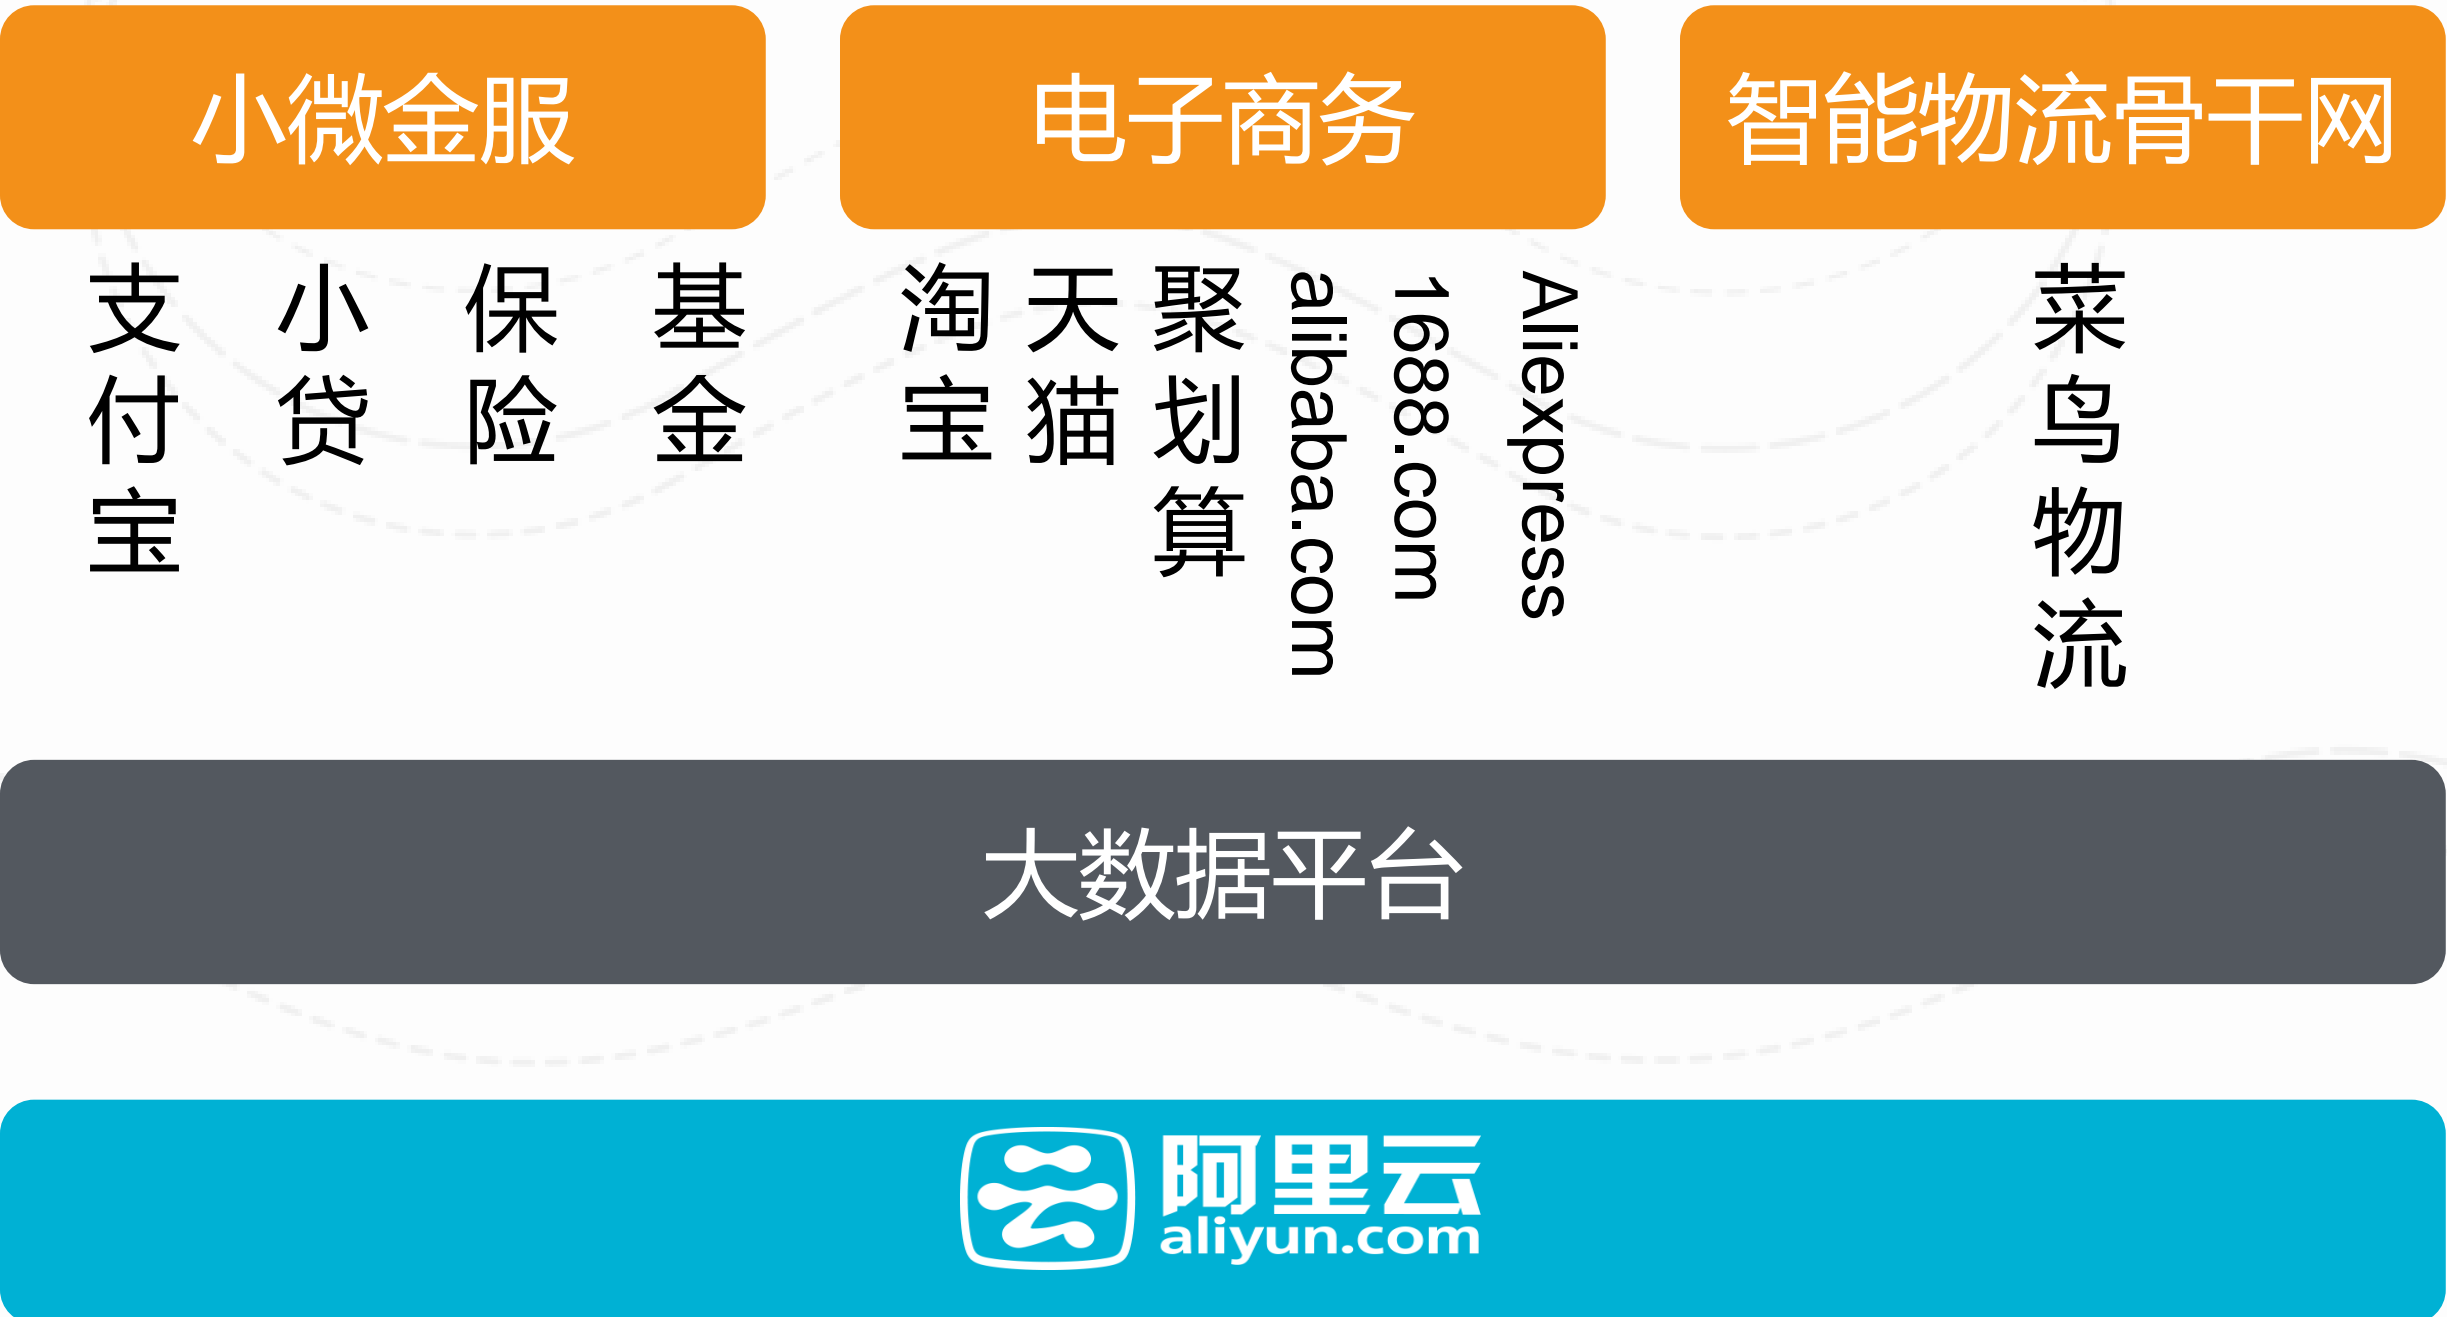 小微金服
电子商务
智能物流骨干网
支付宝
小贷
保险
基金
淘宝
天猫
聚划算
alibaba.com
1688.com
Aliexpress
菜鸟物流
大数据平台
阿里云
aliyun.com